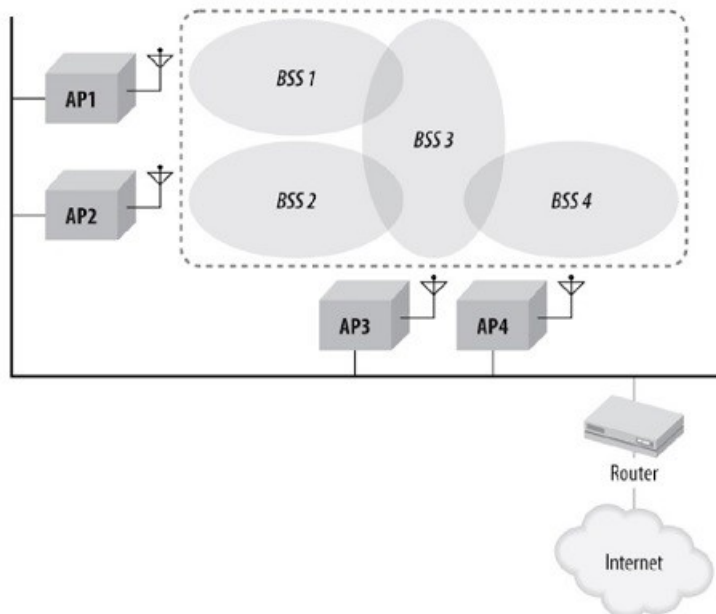 AP1
BSS 1
BSS 3
AP2
BSS 2
BSS 4
AP3
AP4
Router
Internet